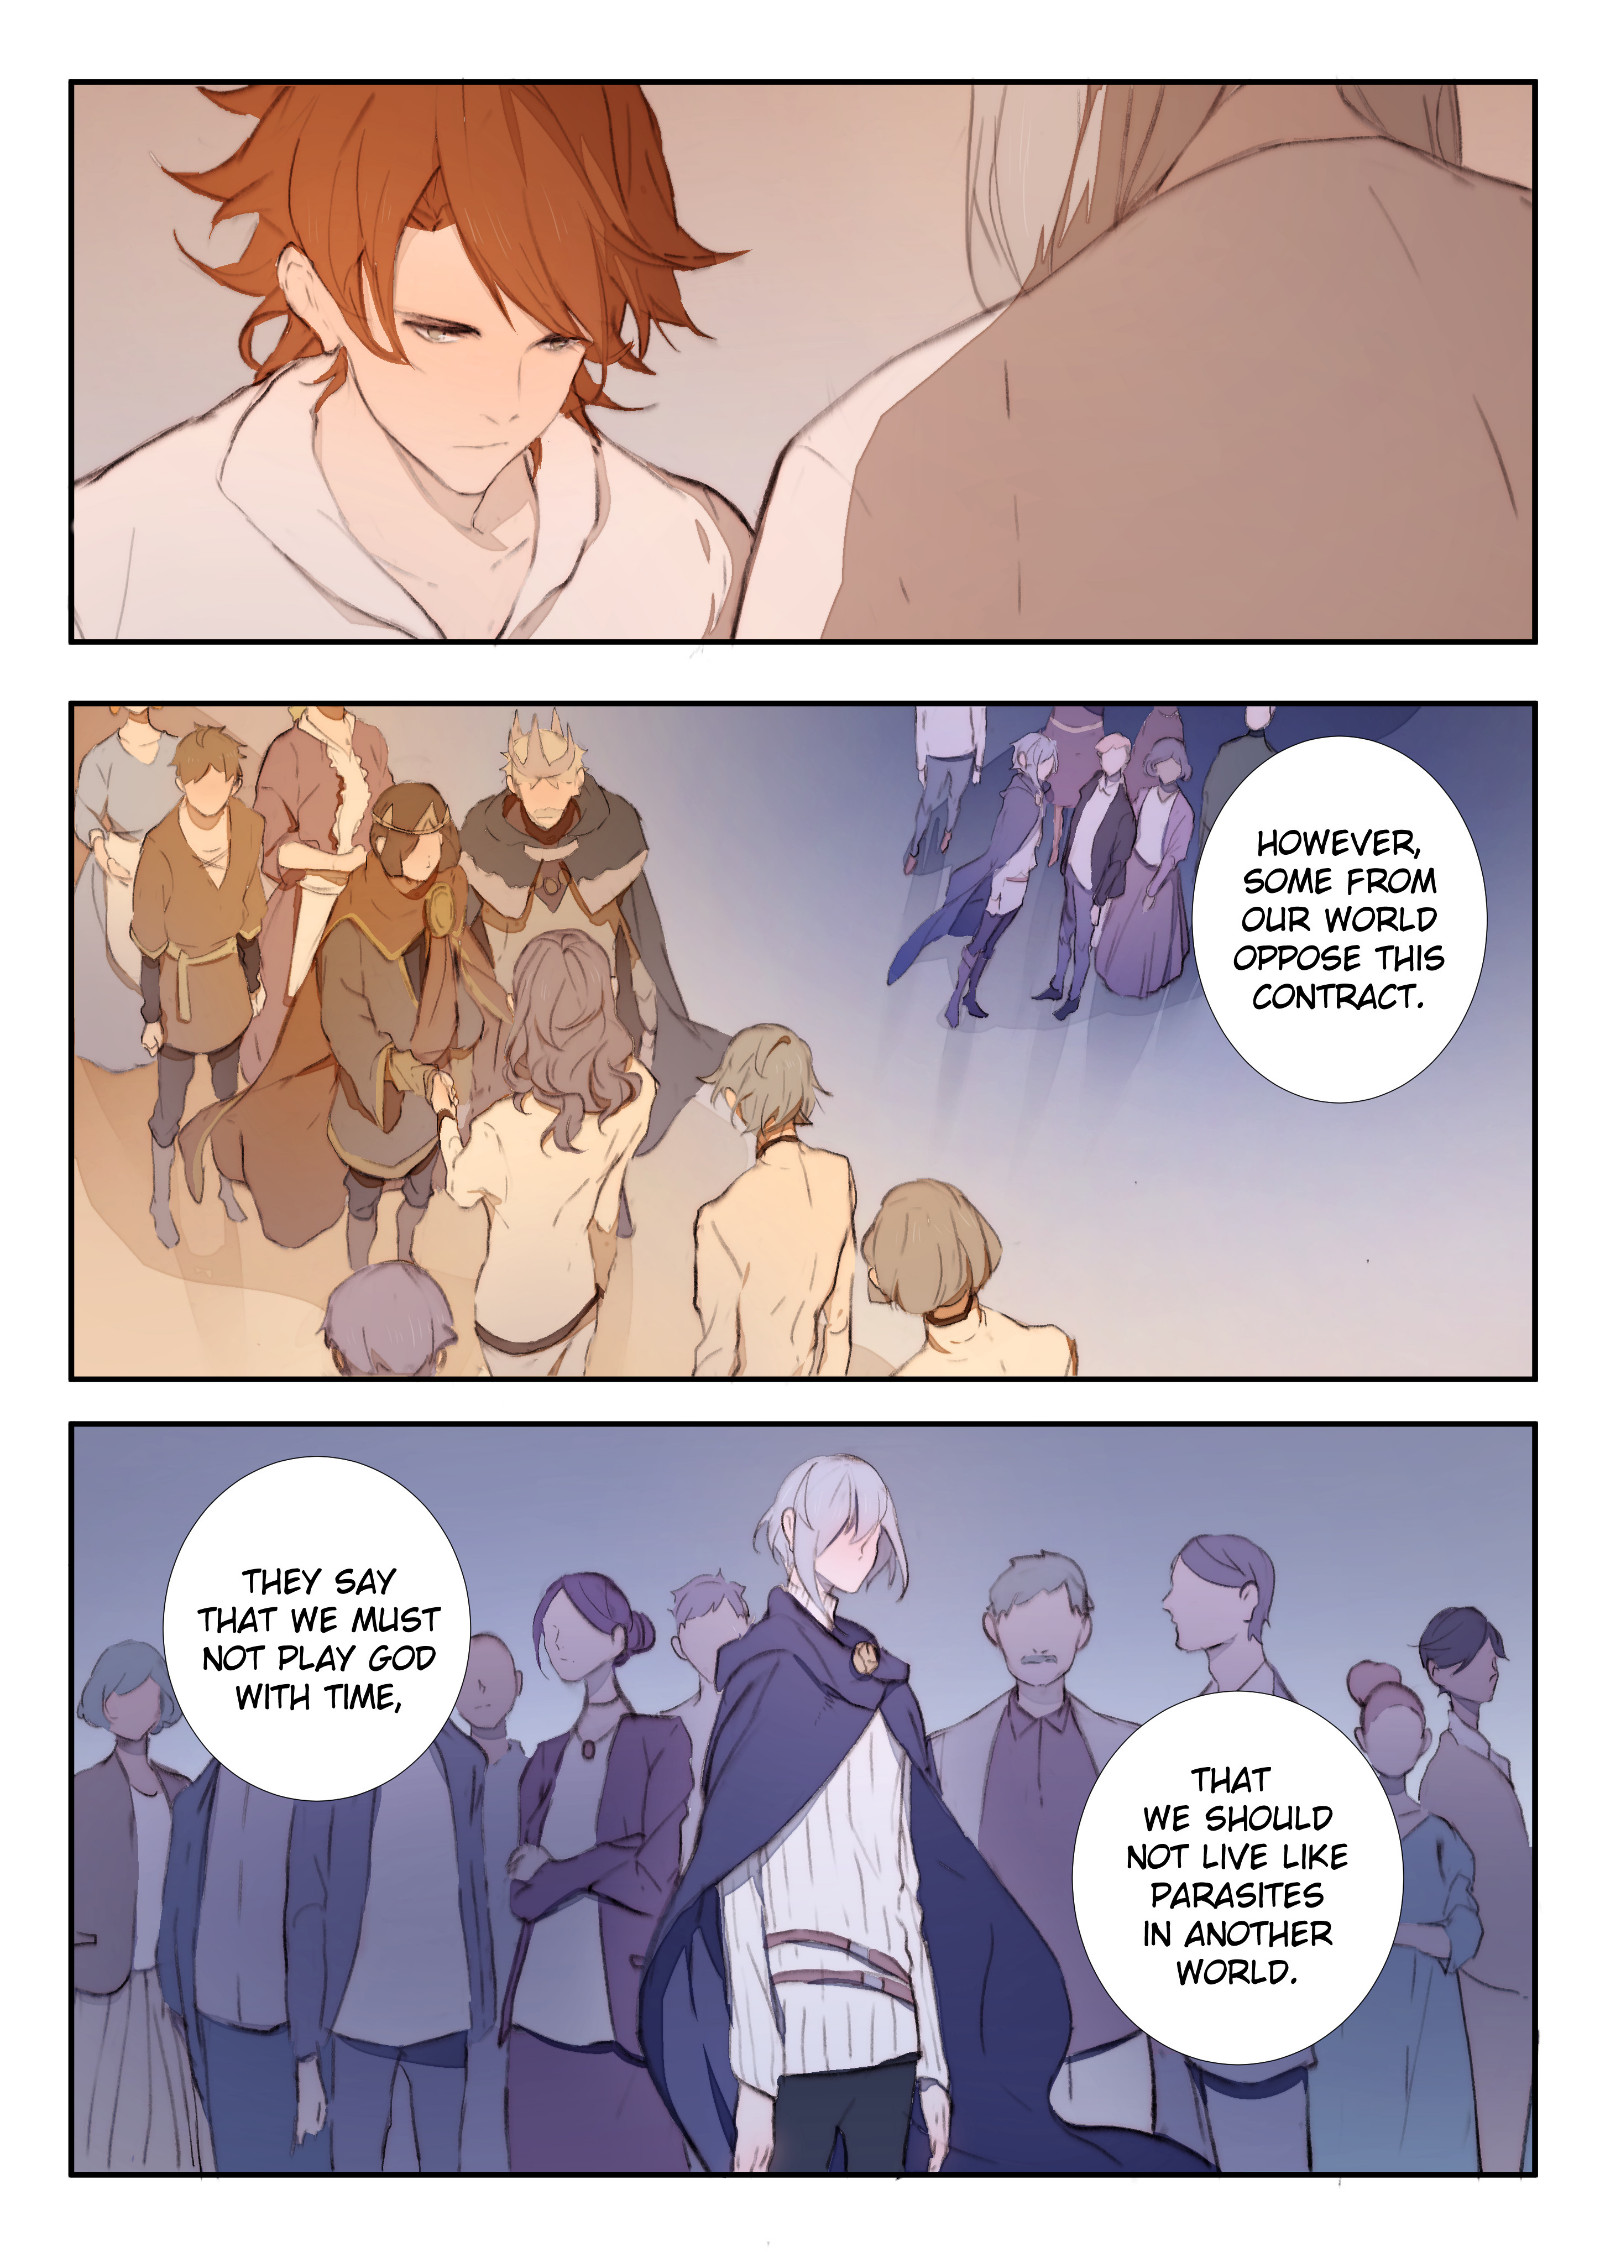 HOWEVER,
SOME FROM
OUR WORLD
OPPOSE THIS
CONTRACT.
THEY SAY
THAT WE MUST
NOT PLAY GOD
WITH TIME,
THAT
WE SHOULD
NOT LIVE LIKE
PARASITES
IN ANOTHER
WORLD.